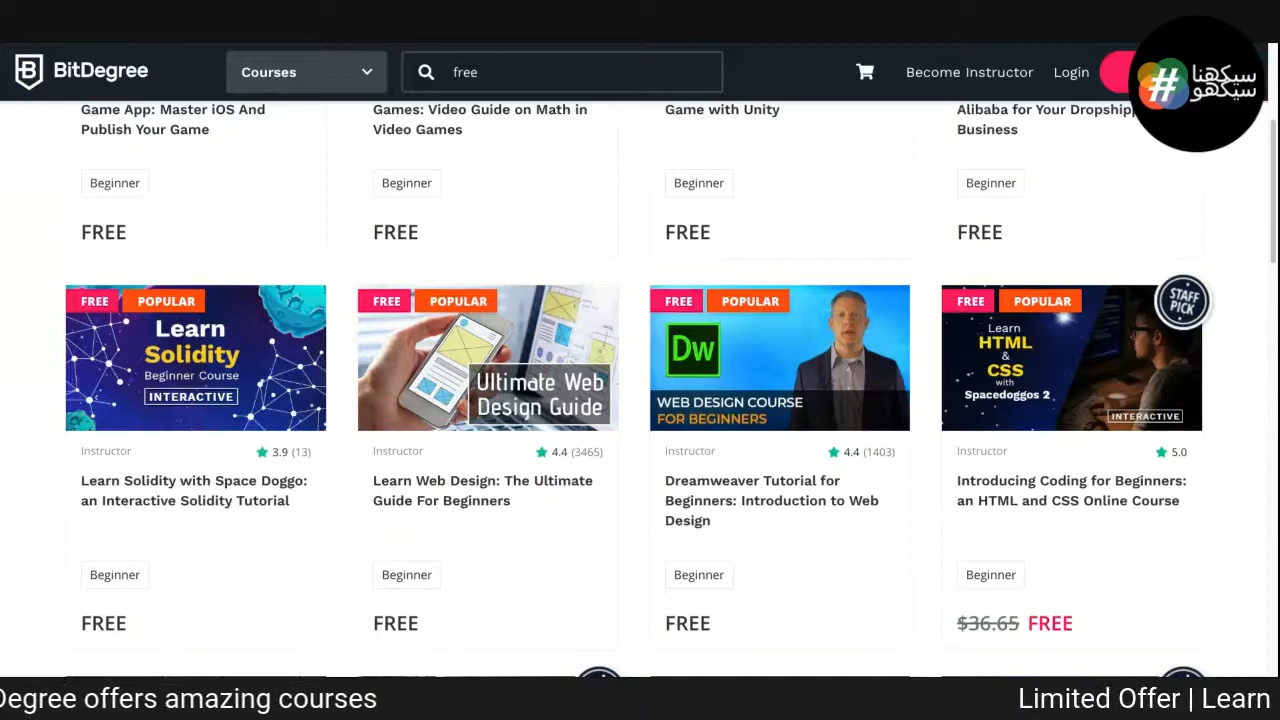 BitDegree
Courses
free
Become Instructor
Login
#
سیکھنا
سیکھو
Game App: Master iOS And
Publish Your Game
Beginner
FREE
Games: Video Guide on Math in
Video Games
Beginner
FREE
Game with Unity
Beginner
FREE
Alibaba for Your
Business
Beginner
FREE
FREE
POPULAR
Learn
Solidity
Beginner Course
INTERACTIVE
Instructor
3.9 (13)
Learn Solidity with Space Doggo:
an Interactive Solidity Tutorial
Beginner
FREE
FREE
POPULAR
Ultimate Web
Design Guide
Instructor
4.4 (3465)
Learn Web Design: The Ultimate
Guide For Beginners
Beginner
FREE
FREE
POPULAR
Dw
WEB DESIGN COURSE
FOR BEGINNERS
Instructor
4.4 (1403)
Dreamweaver Tutorial for
Beginners: Introduction to Web
Design
Beginner
FREE
FREE
POPULAR
STAFF
PICK
Learn
HTML
&
CSS
with
Spacedoggos 2
INTERACTIVE
Instructor
5.0
Introducing Coding for Beginners:
an HTML and CSS Online Course
Beginner
$36.65 FREE
Degree offers amazing courses
Limited Offer | Learn